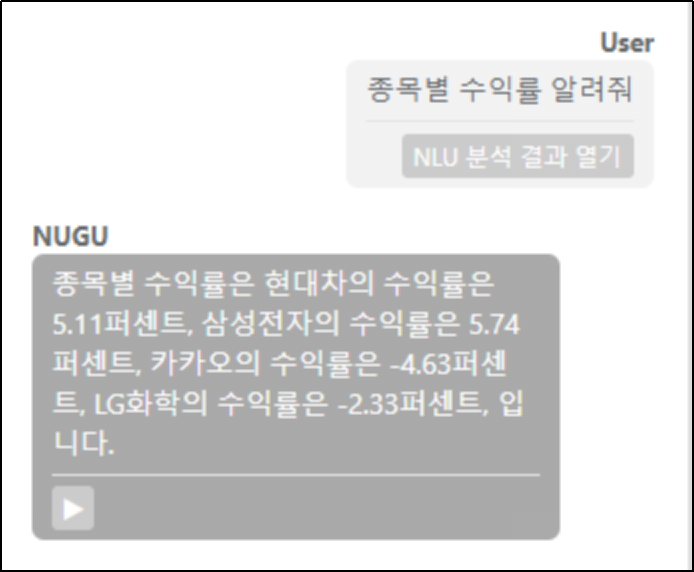 User
종목별 수익률 알려줘
NLU 분석 결과 열기
NUGU
종목별 수익률은 현대차의 수익률은
5.11퍼센트, 삼성전자의 수익률은 5.74
퍼센트, 카카오의 수익률은 -4.63퍼센
트, LG화학의 수익률은 -2.33퍼센트, 입
니다.